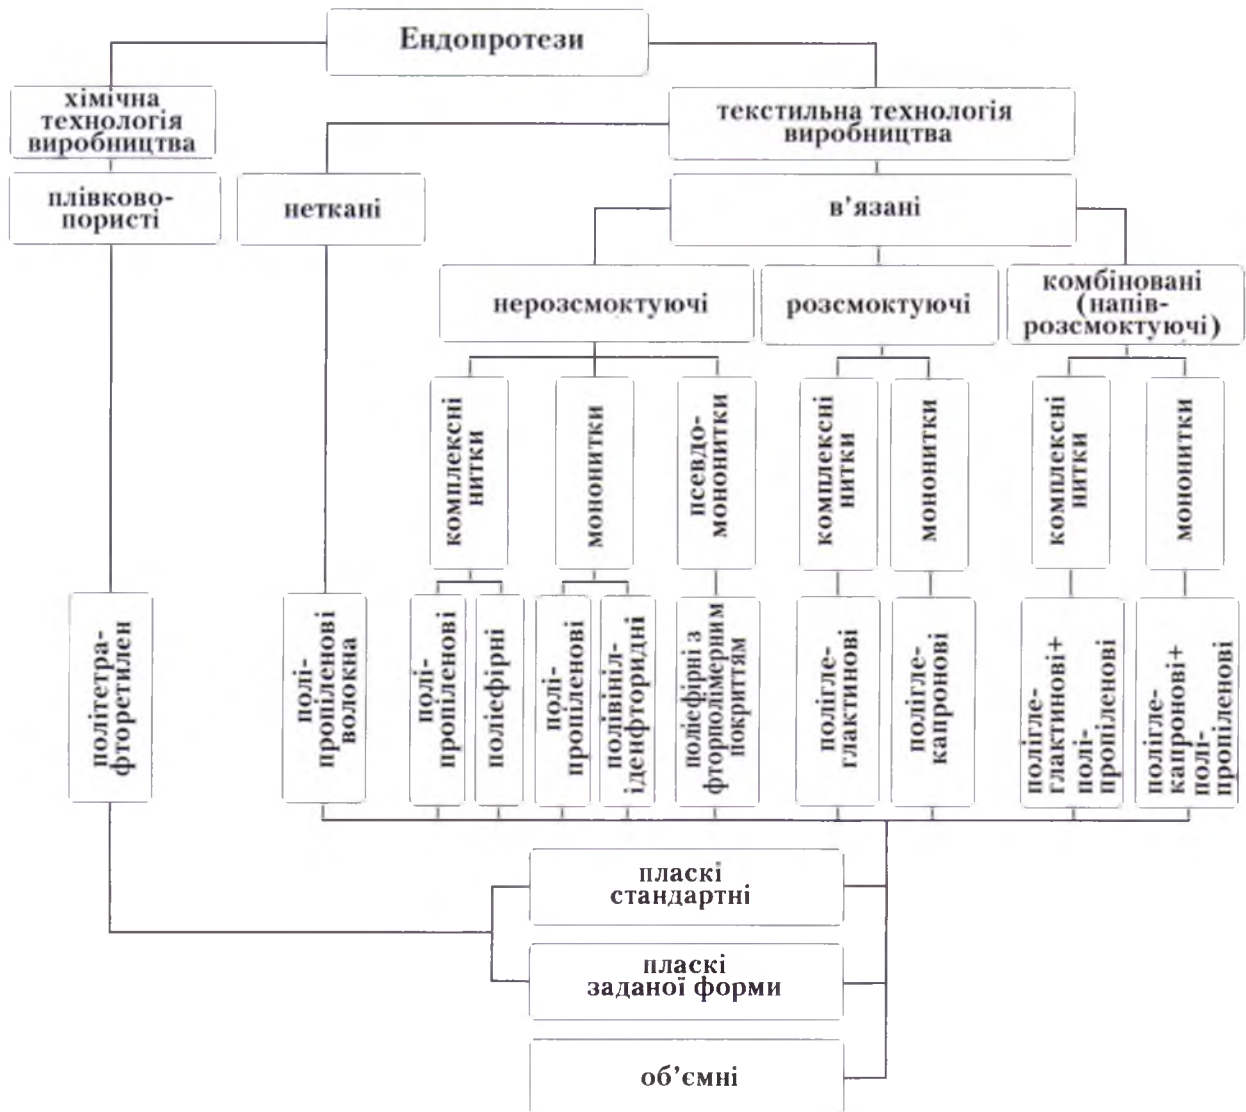 Ендопротези
хімічна
технологія
виробництва
текстильна технологія
виробництва
плівково-
пористі
неткані
в’язані
нерозсмоктуючі
розсмоктуючі
комбіновані
(напів-
розсмоктуючі)
комплексні
нитки
мононитки
псевдо-
мононитки
комплексні
нитки
мононитки
комплексні
нитки
мононитки
політетра-
фторетилен
полі-
пропіленові
волокна
полі-
пропіленові
поліефірні
полі-
пропіленові
полівініл-
іденфторидні
поліефірні з
фторполімерним
покриттям
полігле-
глактинові
полігле-
капронові
полігле-
глактинові+
полі-
пропіленові
полігле-
капронові+
полі-
пропіленові
пласкі
стандартні
пласкі
заданої форми
об’ємні